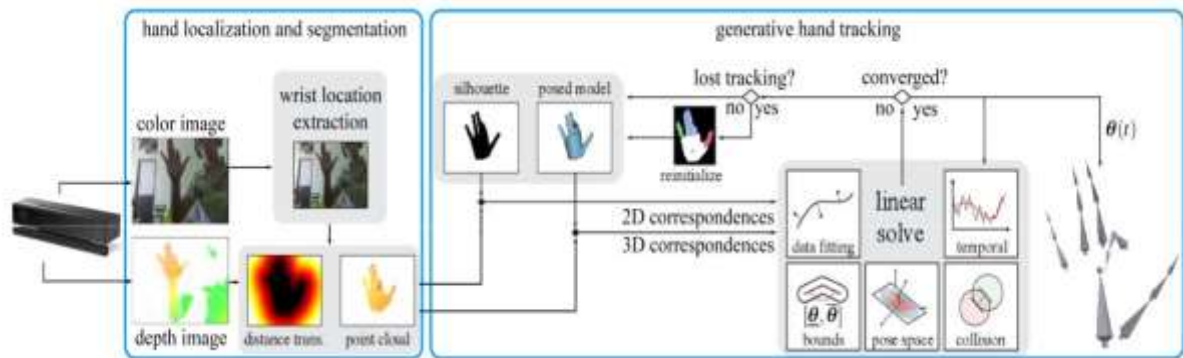 hand localization and segmentation
generative hand tracking
color image
wrist location
extraction
depth image
distance trans.
point cloud
silhouette
posed model
lost tracking?
no
yes
reinitialize
converged?
no
yes
θ(t)
2D correspondences
3D correspondences
data fitting
linear
solve
temporal
[θ, θ]
bounds
pose space
collision